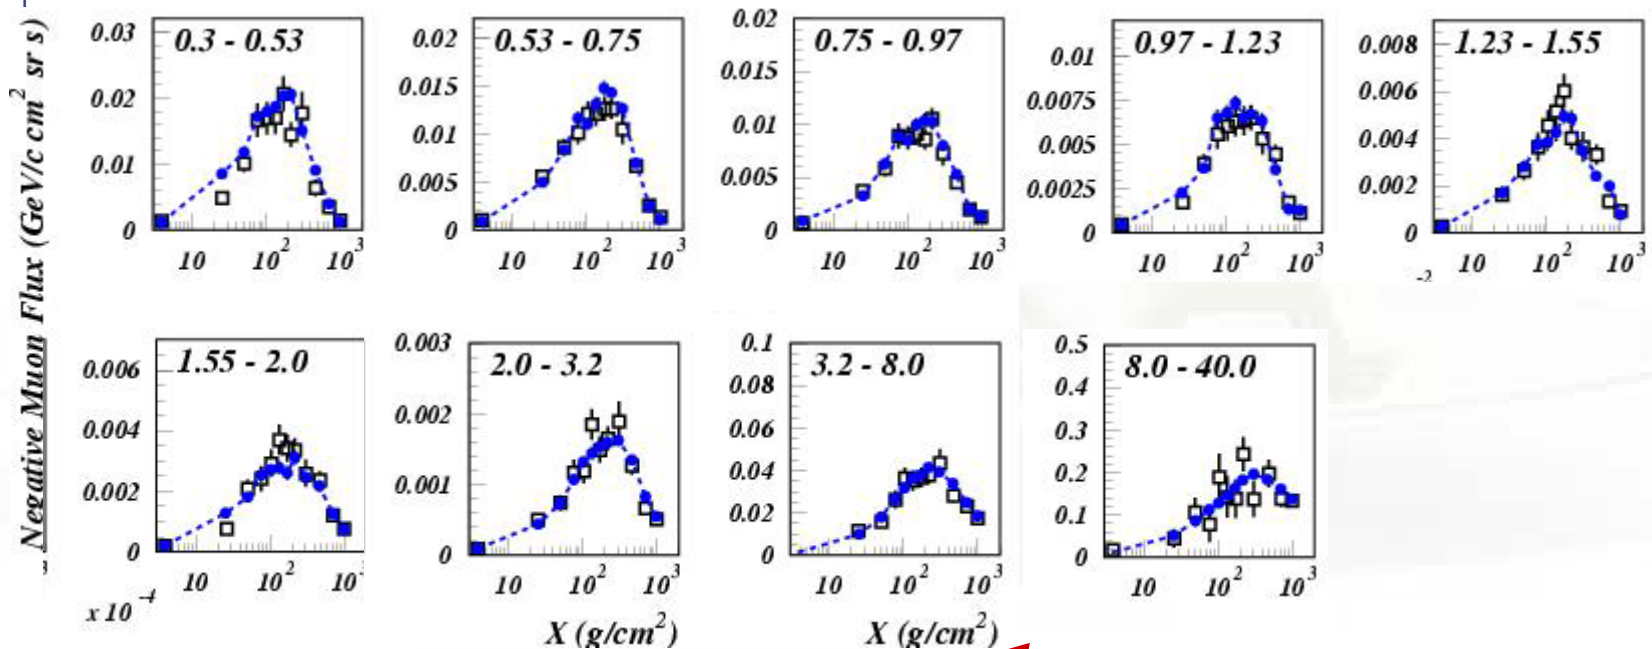 Negative Muon Flux (GeV/c cm² sr s)
0.3 - 0.53
0.03
0.02
0.01
0
10 10² 10³
0.53 - 0.75
0.02
0.015
0.01
0.005
0
10 10² 10³
0.75 - 0.97
0.02
0.015
0.01
0.005
0
10 10² 10³
0.97 - 1.23
0.01
0.0075
0.005
0.0025
0
10 10² 10³
1.23 - 1.55
0.008
0.006
0.004
0.002
0
-2
10 10² 10³
1.55 - 2.0
0.006
0.004
0.002
0
10 10² 10³
x 10⁻⁴
2.0 - 3.2
0.003
0.002
0.001
0
10 10² 10³
X (g/cm²)
3.2 - 8.0
0.1
0.08
0.06
0.04
0.02
0
10 10² 10³
X (g/cm²)
8.0 - 40.0
0.5
0.4
0.3
0.2
0.1
0
10 10² 10³